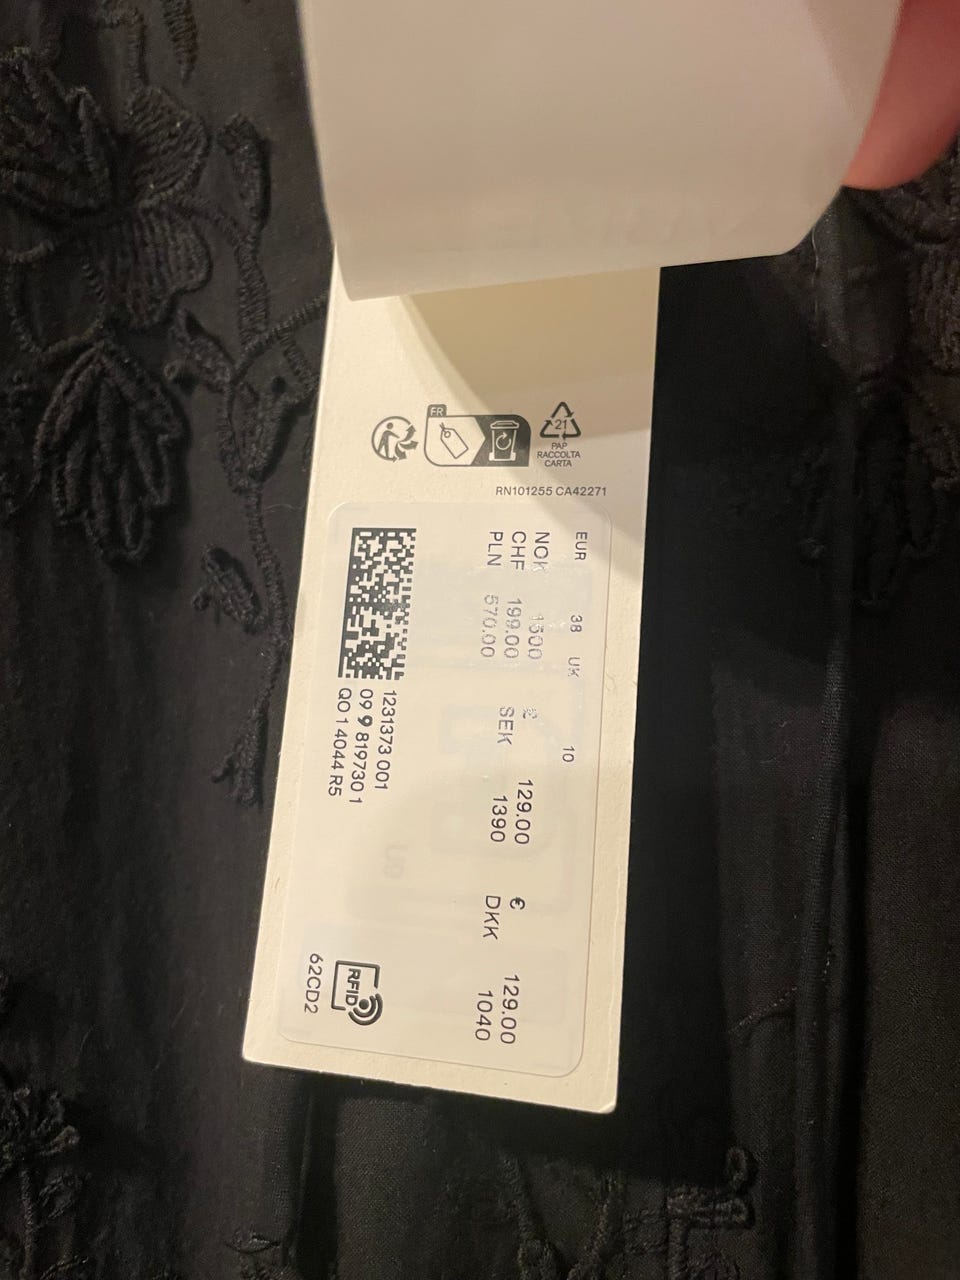 FR
21
PAP
RACCOLTA
CARTA
RN101255 CA42271
EUR 38 UK 10
NOK 1500 £ 129.00 € 129.00
CHF 199.00 SEK 1390 DKK 1040
PLN 570.00
1231373 001
09 9 819730 1
QO 1 4044 R5
RFID
62CD2